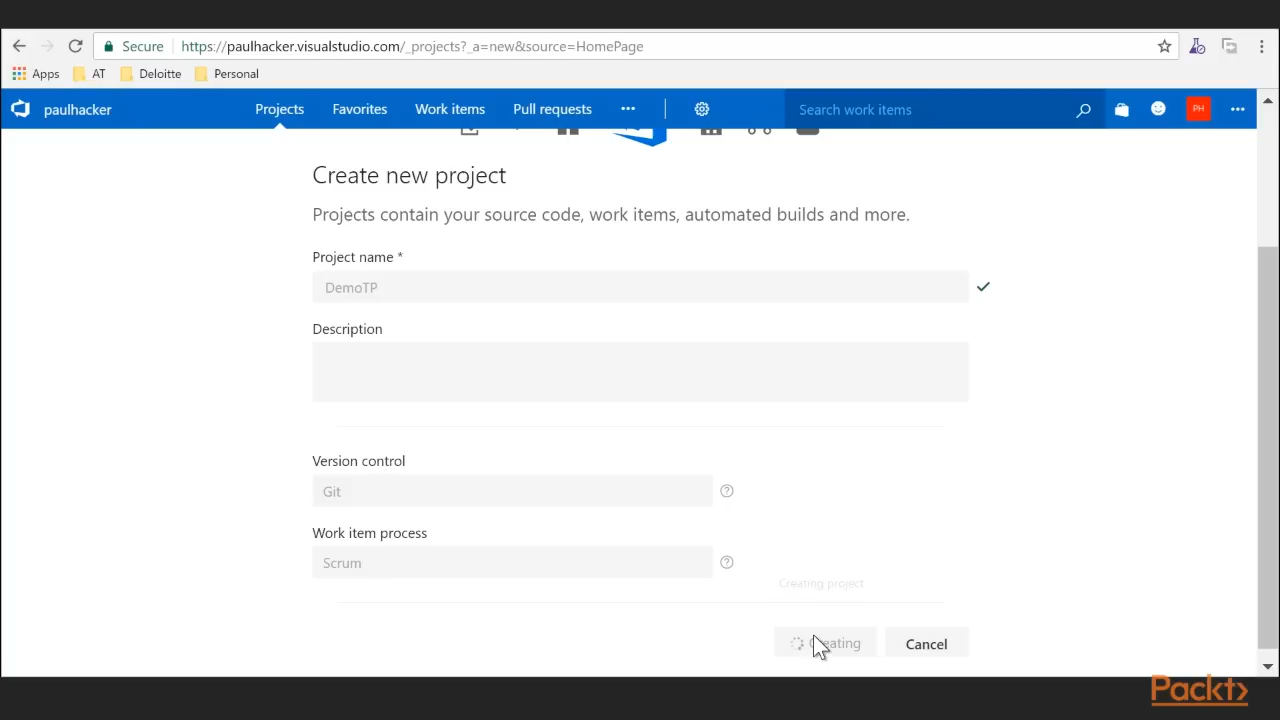 Secure https://paulhacker.visualstudio.com/_projects?_a=new&source=HomePage
Apps AT Deloitte Personal
paulhacker Projects Favorites Work items Pull requests Search work items PH
Create new project
Projects contain your source code, work items, automated builds and more.
Project name *
DemoTP
Description
Version control
Git
Work item process
Scrum
Creating project
Creating Cancel
Packt>